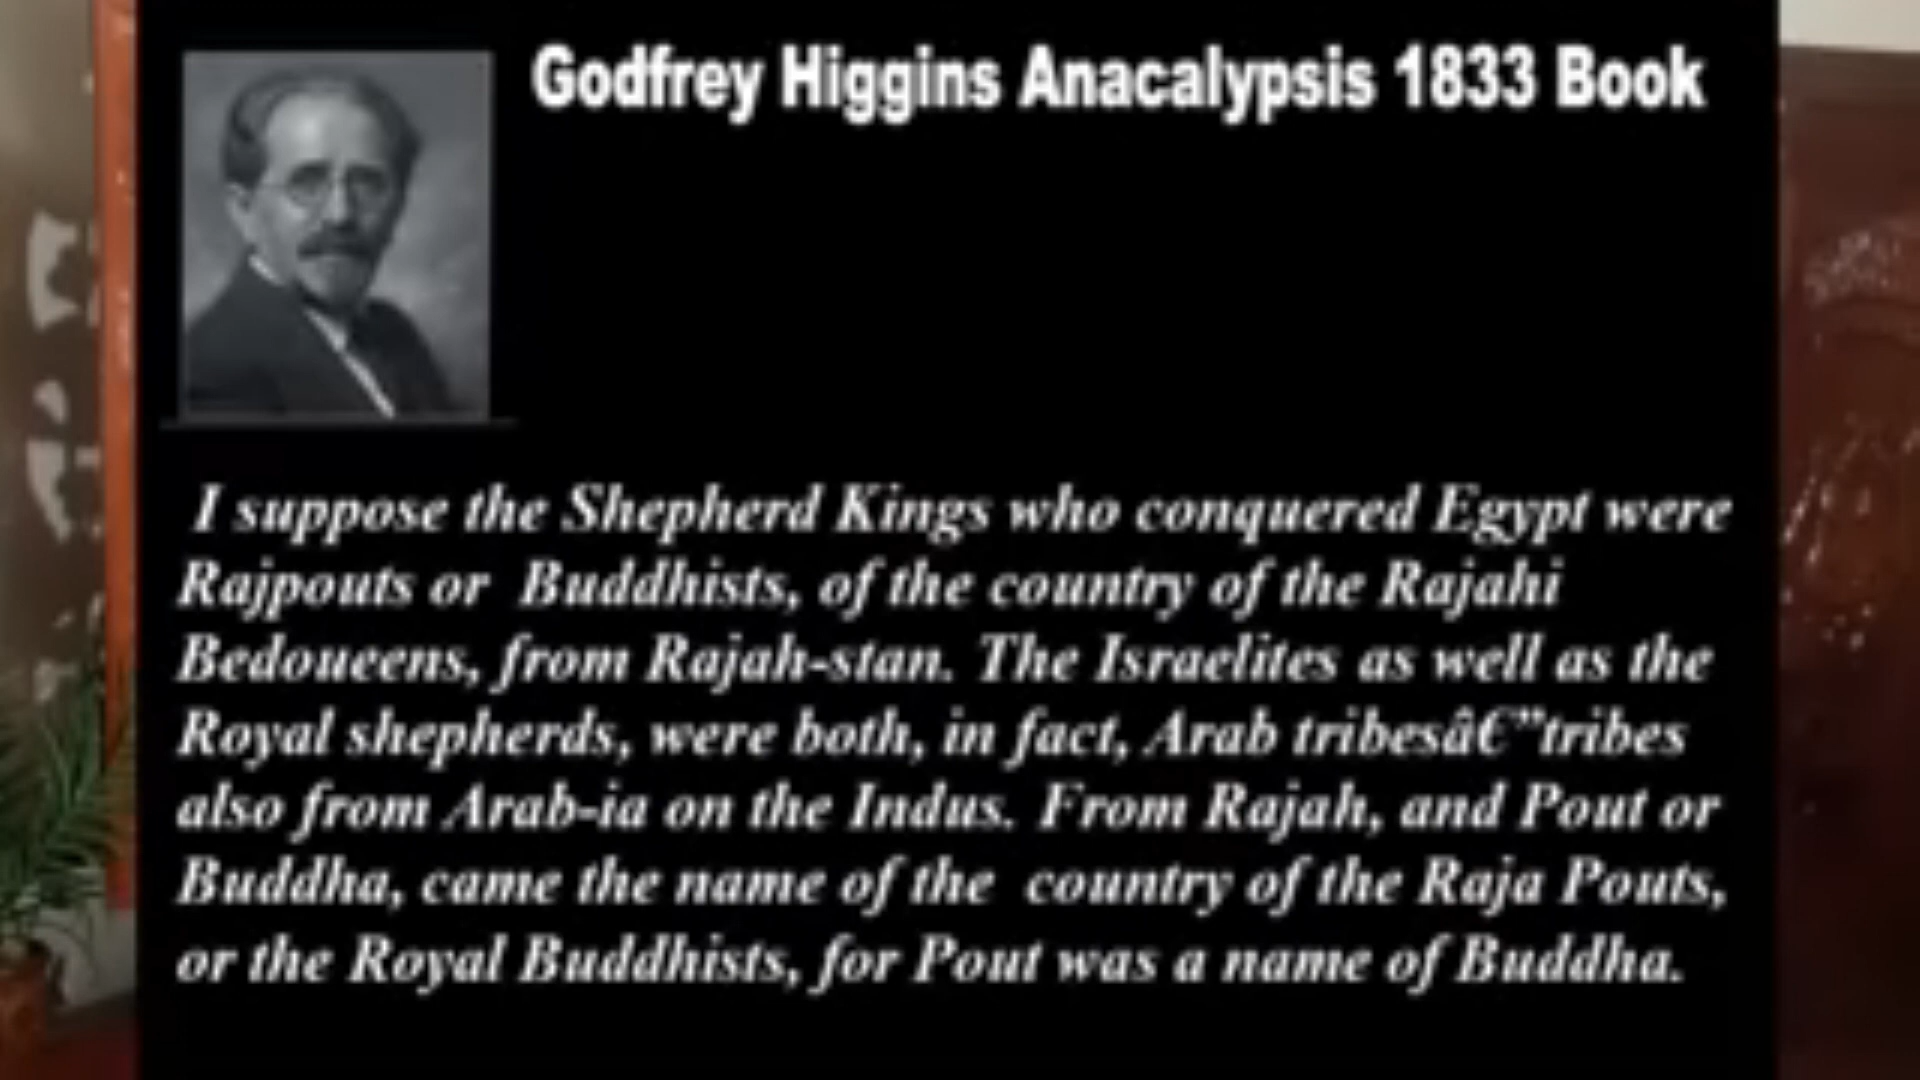 Godfrey Higgins Anacalypsis 1833 Book
I suppose the Shepherd Kings who conquered Egypt were
Rajpouts or Buddhists, of the country of the Rajahi
Bedoueens, from Rajah-stan. The Israelites as well as the
Royal shepherds, were both, in fact, Arab tribesâ€”tribes
also from Arab-ia on the Indus. From Rajah, and Pout or
Buddha, came the name of the country of the Raja Pouts,
or the Royal Buddhists, for Pout was a name of Buddha.